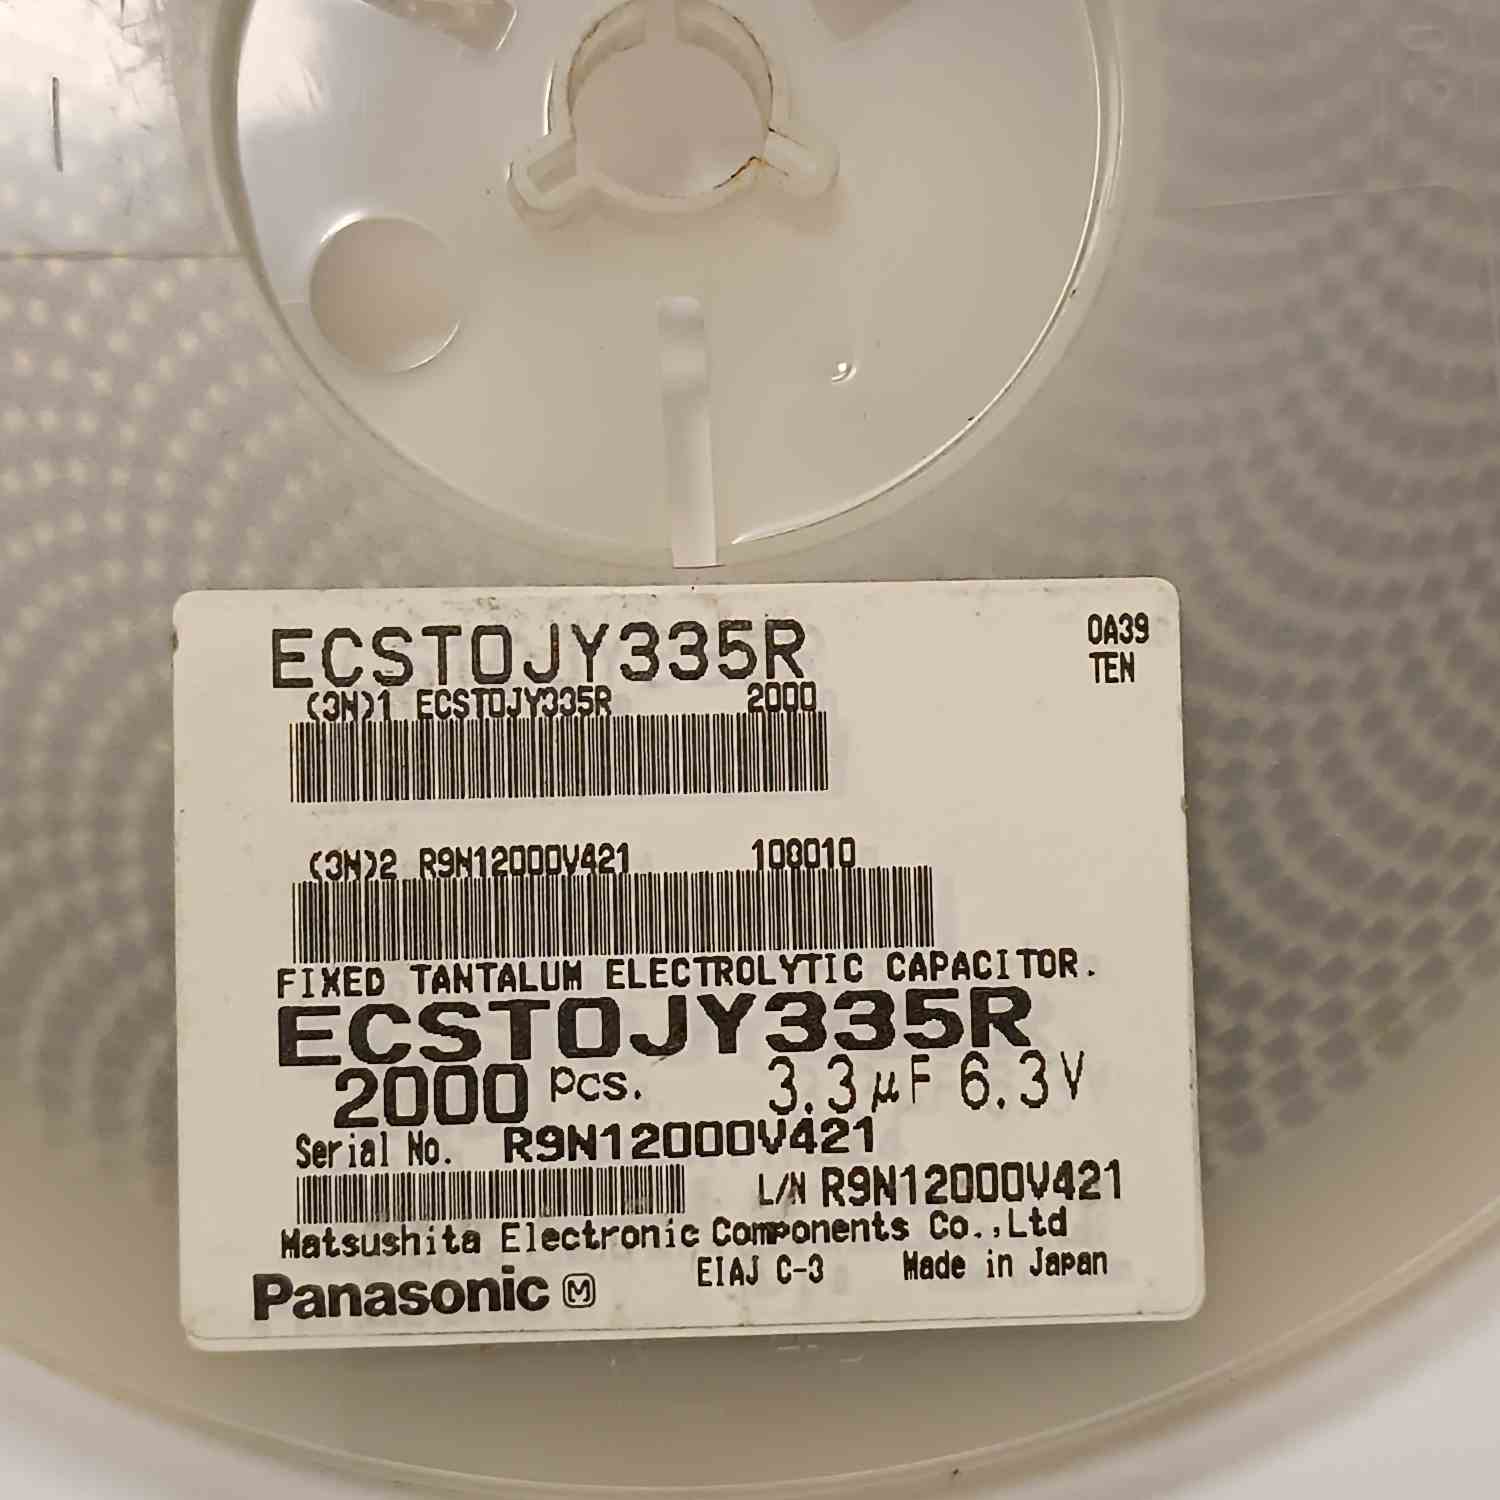 ECST0JY335R
0A39
TEN
(3N)1 ECST0JY335R 2000
(3N)2 R9N12000V421 108010
FIXED TANTALUM ELECTROLYTIC CAPACITOR.
ECST0JY335R
2000 Pcs. 3.3μF 6.3V
Serial No. R9N12000V421
L/N R9N12000V421
Matsushita Electronic Components Co.,Ltd
EIAJ C-3 Made in Japan
Panasonic M